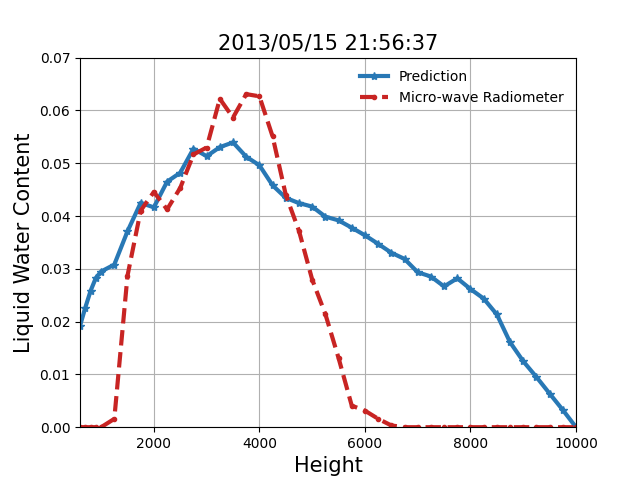 2013/05/15 21:56:37
0.07
0.06
0.05
0.04
0.03
0.02
0.01
0.00
Liquid Water Content
Prediction
Micro-wave Radiometer
2000 4000 6000 8000 10000
Height